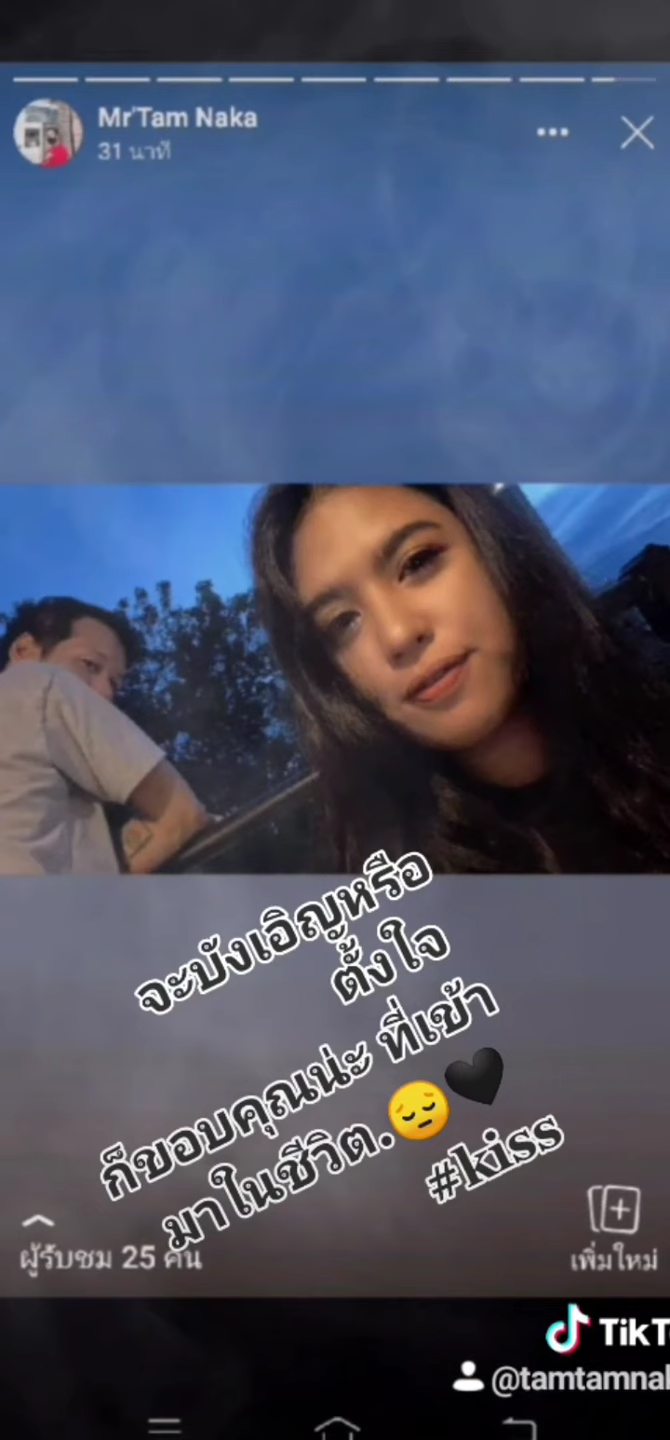 Mr'Tam Naka
31 นาที
จะบังเอิญหรือ
ตั้งใจ
ก็ขอบคุณน่ะ ที่เข้า
มาในชีวิต.😔🖤
#kiss
ผู้รับชม 25 คน
เพิ่มใหม่
TikT
@tamtamnal